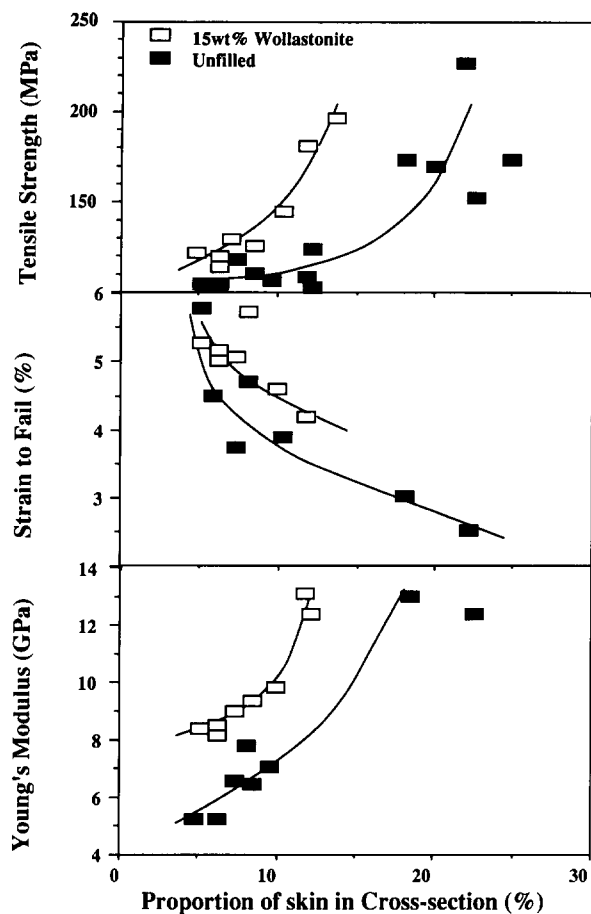 250
15wt% Wollastonite
Unfilled
200
150
Tensile Strength (MPa)
6
5
4
3
Strain to Fail (%)
14
12
10
8
6
4
Young's Modulus (GPa)
0 10 20 30
Proportion of skin in Cross-section (%)